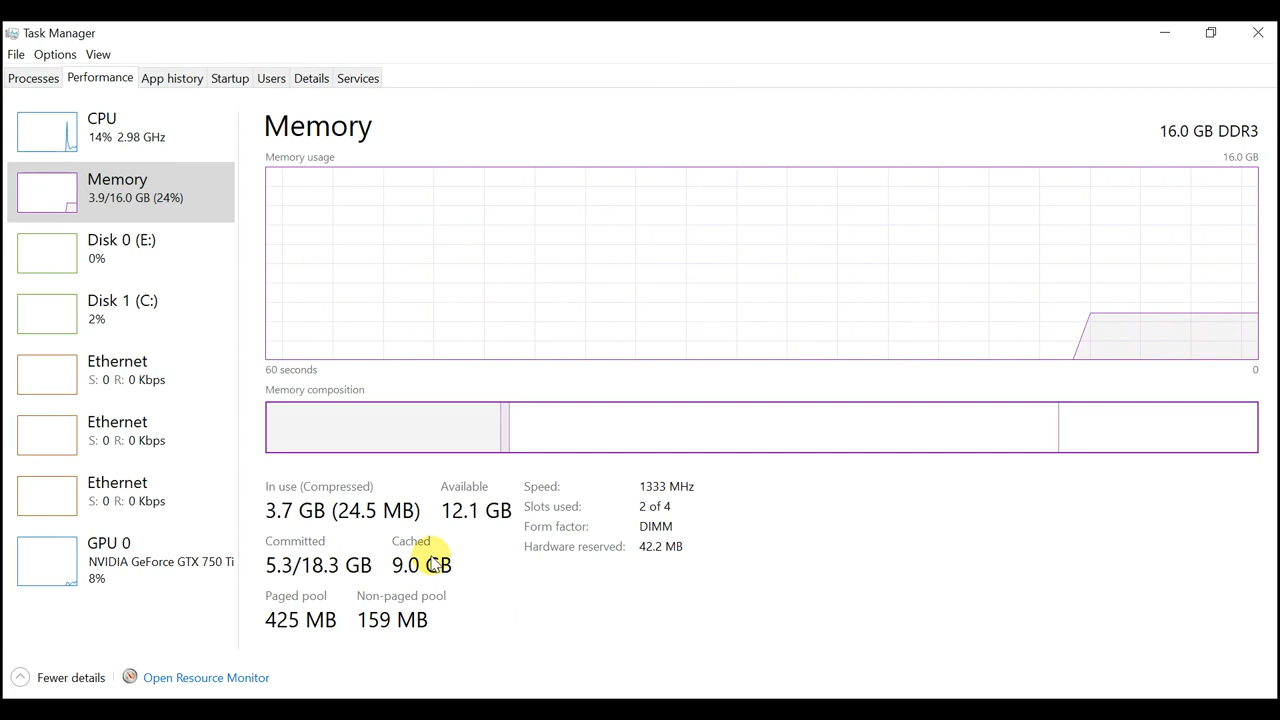 Task Manager
File Options View
Processes Performance App history Startup Users Details Services
CPU
14% 2.98 GHz
Memory
3.9/16.0 GB (24%)
Disk 0 (E:)
0%
Disk 1 (C:)
2%
Ethernet
S: 0 R: 0 Kbps
Ethernet
S: 0 R: 0 Kbps
Ethernet
S: 0 R: 0 Kbps
GPU 0
NVIDIA GeForce GTX 750 Ti
8%
Memory 16.0 GB DDR3
Memory usage 16.0 GB
60 seconds 0
Memory composition
In use (Compressed) Available
3.7 GB (24.5 MB) 12.1 GB
Committed Cached
5.3/18.3 GB 9.0 GB
Paged pool Non-paged pool
425 MB 159 MB
Speed: 1333 MHz
Slots used: 2 of 4
Form factor: DIMM
Hardware reserved: 42.2 MB
Fewer details Open Resource Monitor